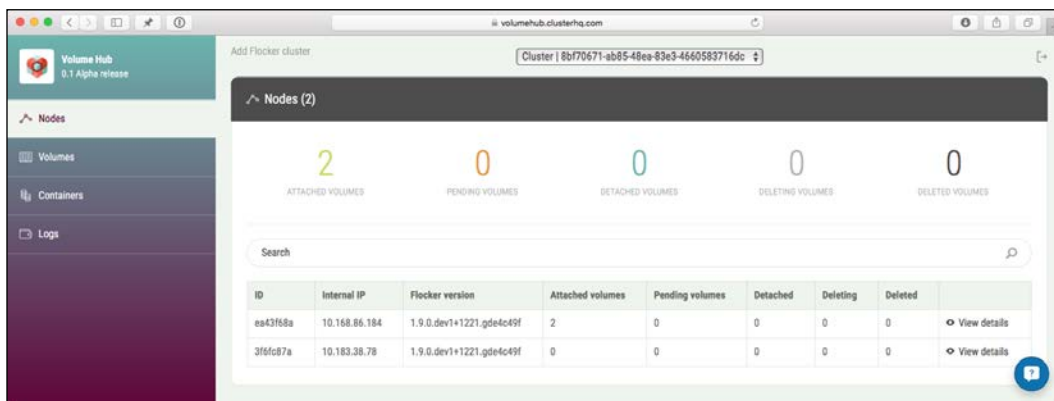 volumehub.clusterhq.com
Volume Hub
0.1 Alpha release
Add Flocker cluster
Cluster | 8bf70671-ab85-48ea-83e3-4660583716dc
Nodes
Volumes
Containers
Logs
Nodes (2)
2 0 0 0 0
ATTACHED VOLUMES PENDING VOLUMES DETACHED VOLUMES DELETING VOLUMES DELETED VOLUMES
Search
ID Internal IP Flocker version Attached volumes Pending volumes Detached Deleting Deleted
ea43f68a 10.168.86.184 1.9.0.dev1+1221.gde4c49f 2 0 0 0 0 View details
3f6fc87a 10.183.38.78 1.9.0.dev1+1221.gde4c49f 0 0 0 0 0 View details
?